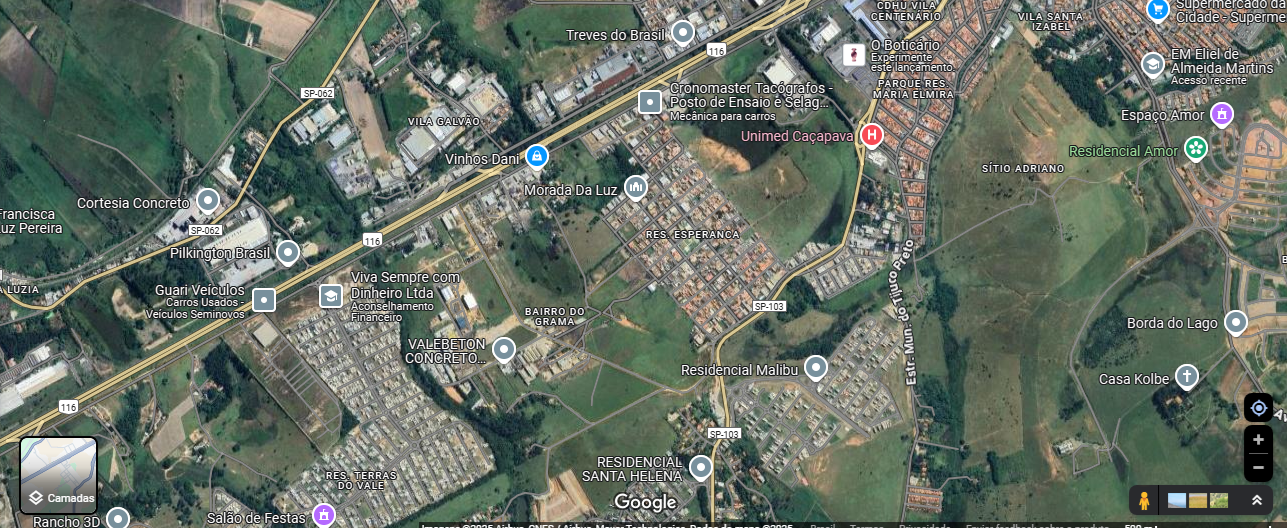 CDHU VILA
CENTENÁRIO
VILA SANTA
IZABEL
Supermercado da
Cidade - Superma
Treves do Brasil
116
O Boticário
Experimente
este lançamento.
EM Eliel de
Almeida Martins
Acesso recente
SP-062
Cronomaster Tacógrafos -
Posto de Ensaio e Selag...
Mecânica para carros
PARQUE RES.
MARIA ELMIRA
VILA GALVÃO
Espaço Amor
Unimed Caçapava
Residencial Amor
Vinhos Dani
SÍTIO ADRIANO
Morada Da Luz
Cortesia Concreto
Francisca
uz Pereira
SP-062
RES. ESPERANÇA
116
Pilkington Brasil
Estr. Mun. do Tijuco Preto
Viva Sempre com
Dinheiro Ltda
Aconselhamento
Financeiro
A LUZIA
Guari Veículos
Carros Usados -
Veículos Seminovos
SP-103
BAIRRO DO
GRAMA
Borda do Lago
VALEBETON
CONCRETO...
Residencial Malibu
Casa Kolbe
116
SP-103
RESIDENCIAL
SANTA HELENA
RES. TERRAS
DO VALE
Camadas
Google
Rancho 3D
Salão de Festas